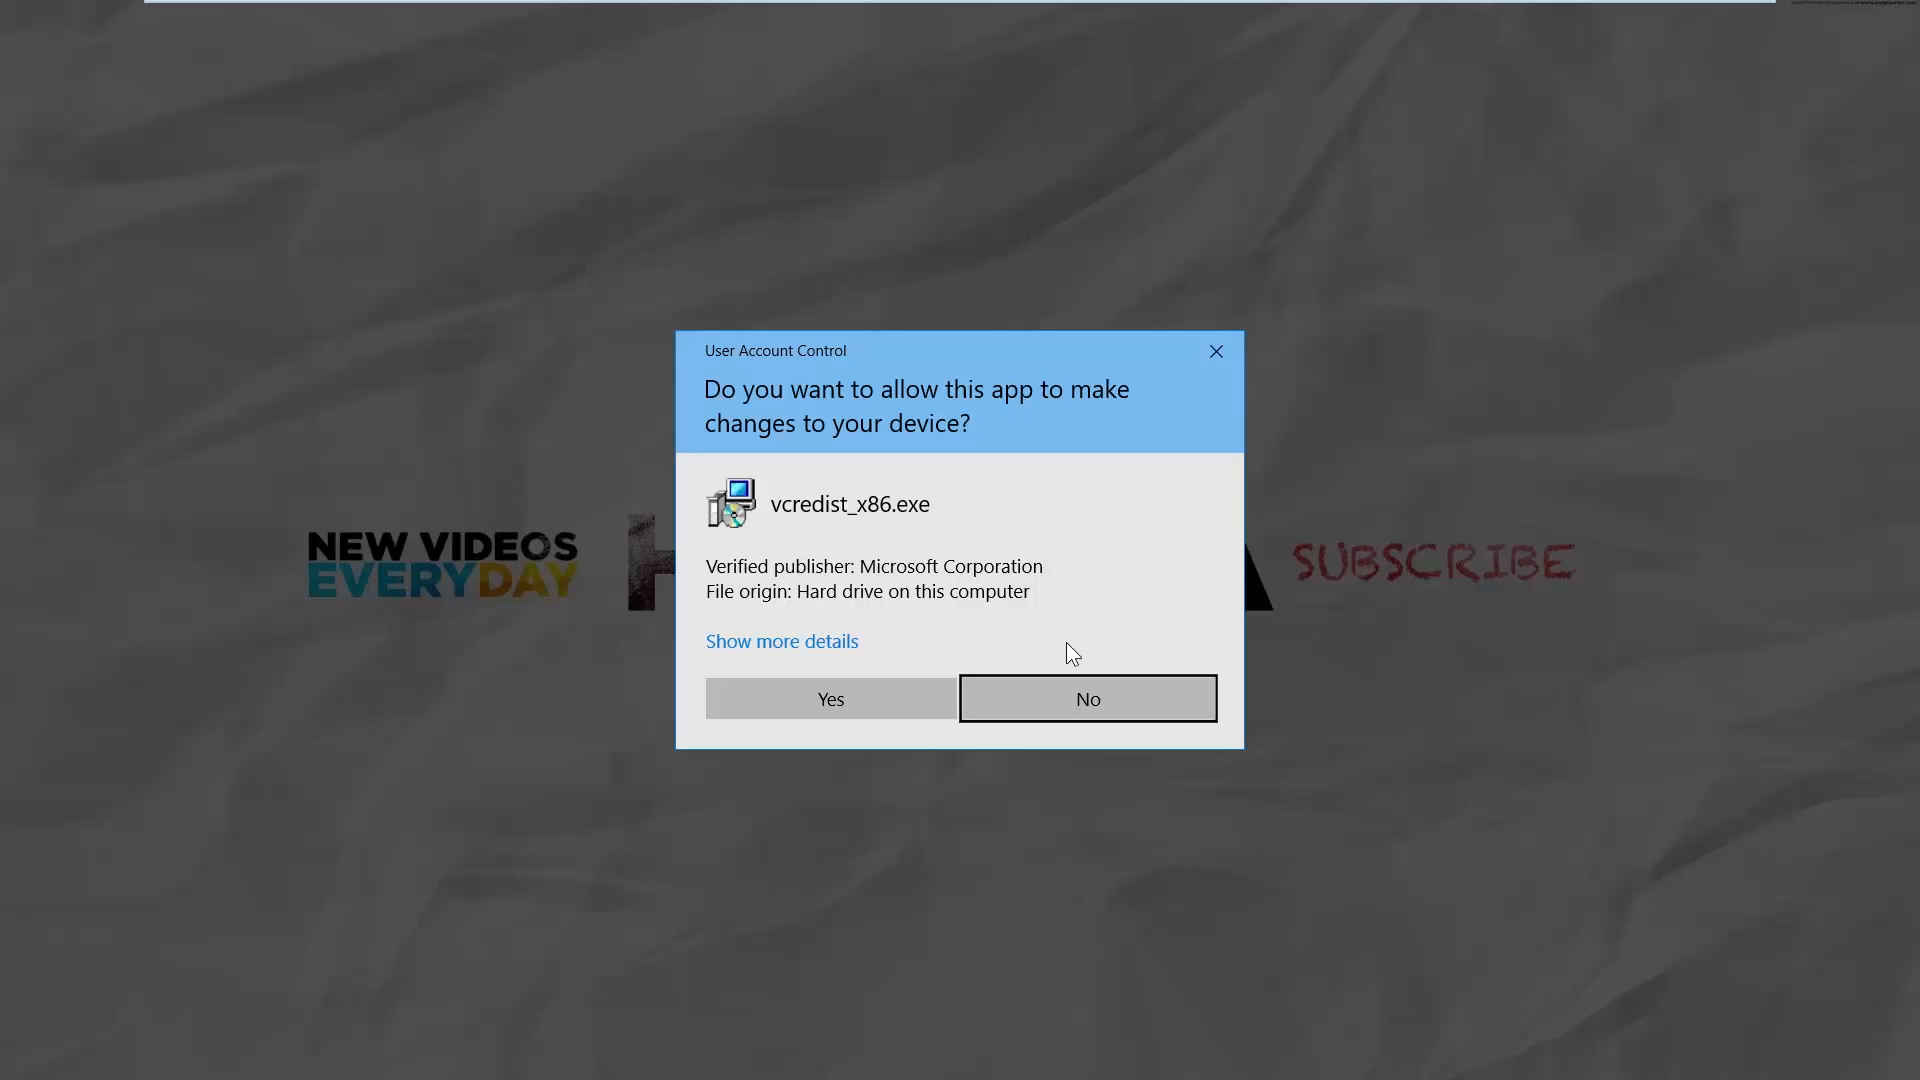 User Account Control
Do you want to allow this app to make
changes to your device?
vcredist_x86.exe
Verified publisher: Microsoft Corporation
File origin: Hard drive on this computer
Show more details
Yes
No
NEW VIDEOS
EVERYDAY
SUBSCRIBE